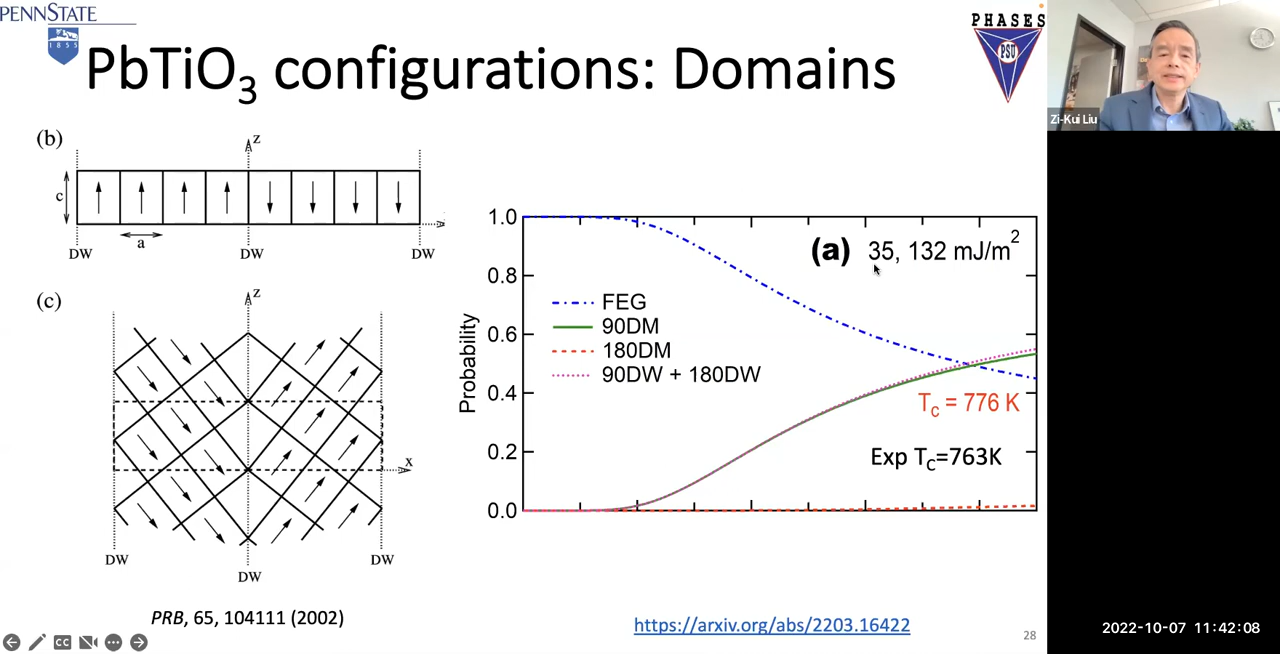 PENNSTATE
1855
PHASES
PSU
PbTiO3 configurations: Domains
Zi-Kui Liu
(b)
z
c
a
DW
DW
DW
(c)
z
x
DW
DW
DW
PRB, 65, 104111 (2002)
1.0
0.8
0.6
0.4
0.2
0.0
Probability
(a) 35, 132 mJ/m2
FEG
90DM
180DM
90DW + 180DW
TC = 776 K
Exp TC=763K
https://arxiv.org/abs/2203.16422
28
CC
2022-10-07 11:42:08